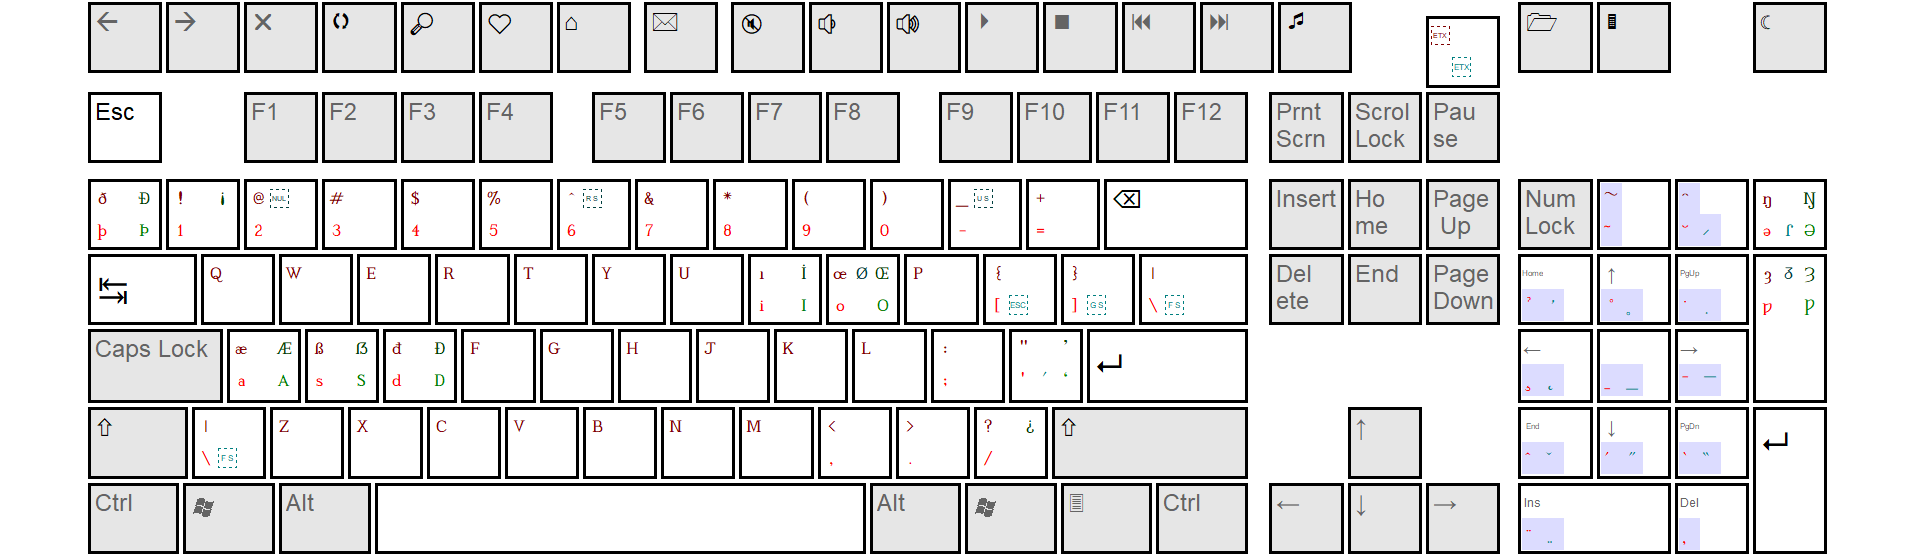 ← → × ⌂ ✉ ⏵ ■ ⏮ ⏭ ♬ ETX ETX ☾
Esc F1 F2 F3 F4 F5 F6 F7 F8 F9 F10 F11 F12 Prnt Scrn Scrol Lock Pau se
ð Ð ! ¡ @ NUL # $ % ^ RS & * ( ) _ US + ⌫ Insert Ho me Page Up Num Lock ŋ Ŋ
þ Þ 1 2 3 4 5 6 7 8 9 0 - = ə ſ Ə
↹ Q W E R T Y U ı İ œ Ø Œ P { } | Del ete End Page Down Home ↑ PgUp ȝ Ȝ
i I o O [ ESC ] GS \ FS
Caps Lock æ Æ ß ẞ đ Đ F G H J K L : " ’ ↵ ← →
a A s S d D ; ' ‘
⇧ | Z X C V B N M < > ? ¿ ⇧ ↑ End ↓ PgDn ↵
\ FS , . /
Ctrl Alt Alt Ctrl ← ↓ → Ins Del